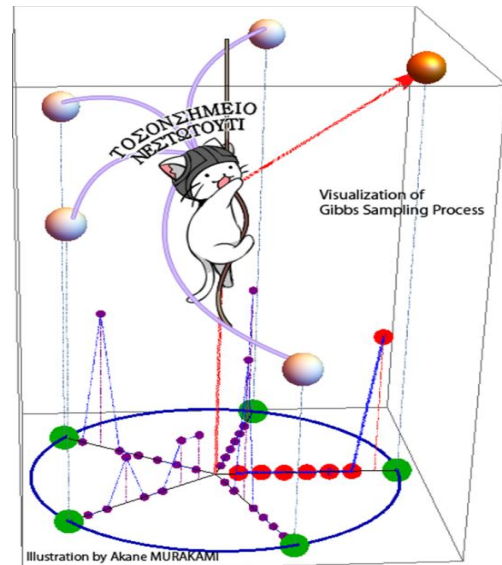 ΤΟΣΟΝΣΗΜΕΙΟ
ΝΕΣΤΩΤΟΥΤΙ
Visualization of
Gibbs Sampling Process
Illustration by Akane MURAKAMI